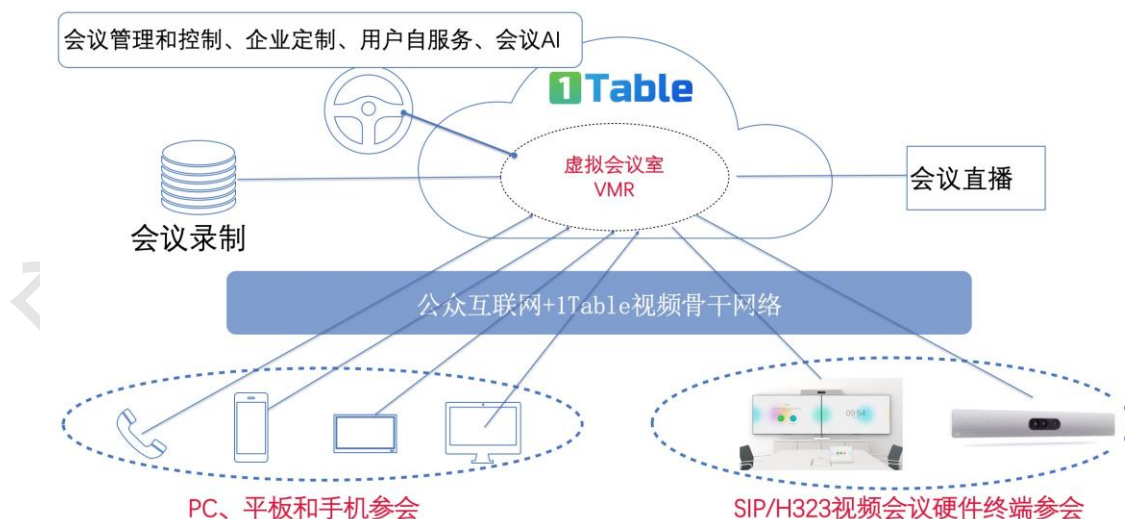 会议管理和控制、企业定制、用户自服务、会议AI
1Table
虚拟会议室
VMR
会议录制
会议直播
公众互联网+1Table视频骨干网络
09:54
PC、平板和手机参会
SIP/H323视频会议硬件终端参会